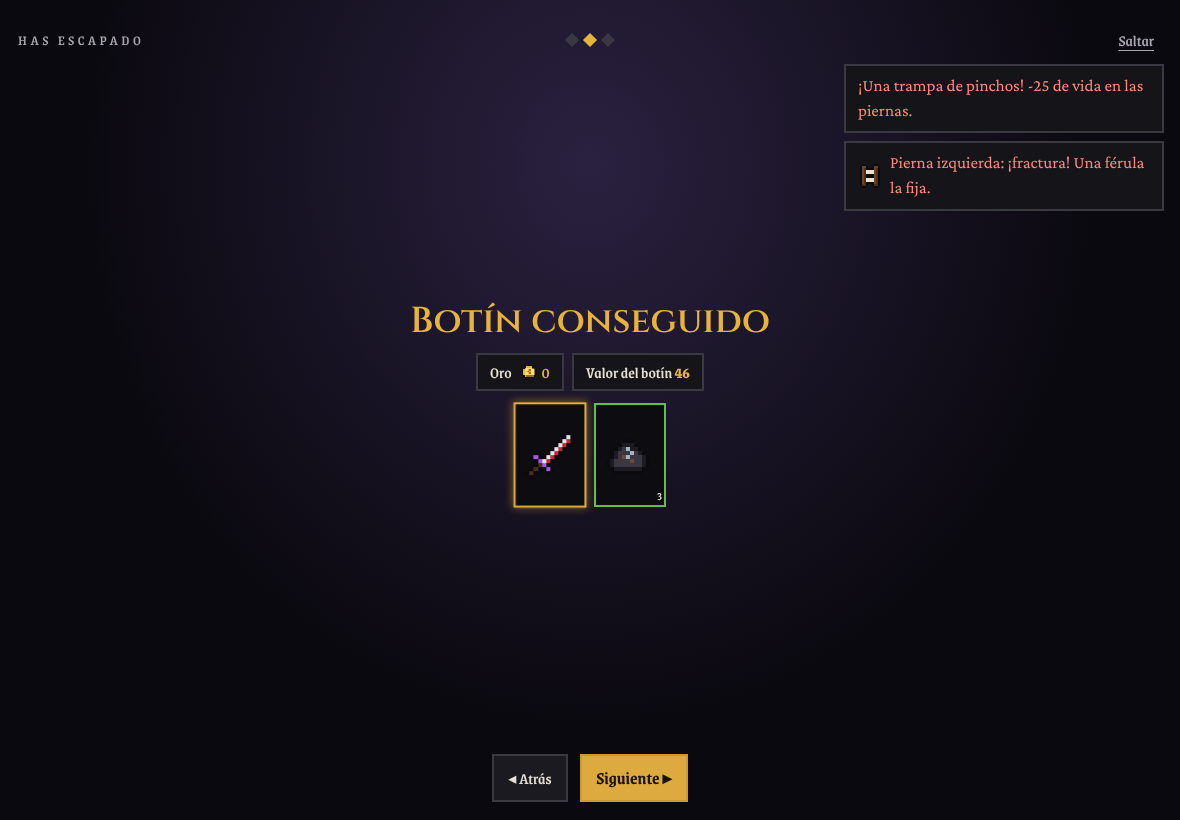 HAS ESCAPADO
Saltar
¡Una trampa de pinchos! -25 de vida en las
piernas.
Pierna izquierda: ¡fractura! Una férula
la fija.
Botín conseguido
Oro 0
Valor del botín 46
3
◂ Atrás
Siguiente ▸